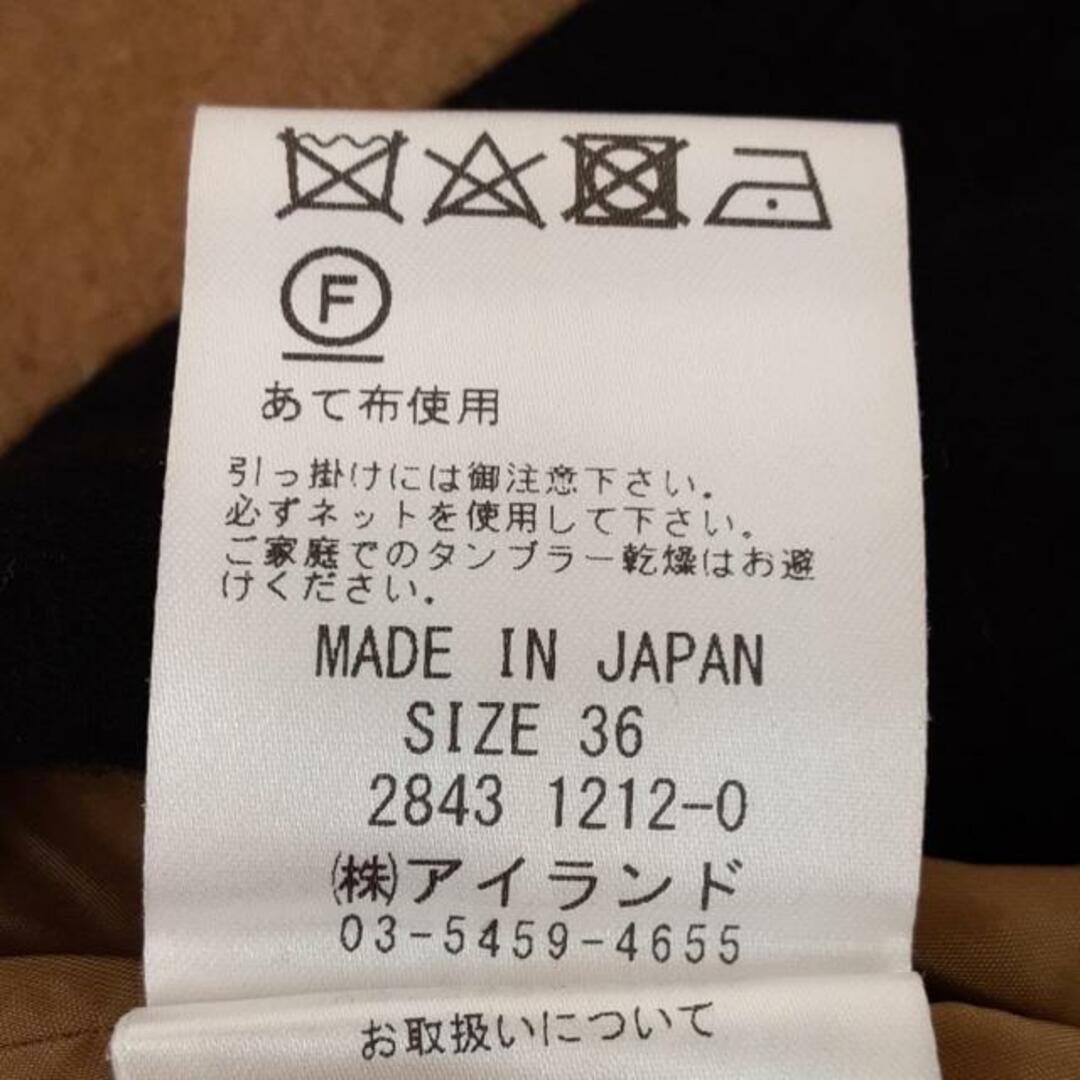 F
あて布使用
引っ掛けには御注意下さい。
必ずネットを使用して下さい。
ご家庭でのタンブラー乾燥はお避
けください。
MADE IN JAPAN
SIZE 36
2843 1212-0
㈱アイランド
03-5459-4655
お取扱いについて